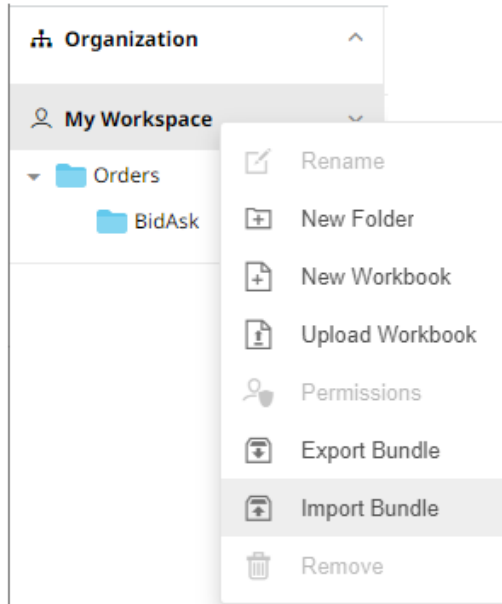 Organization
My Workspace
Orders
BidAsk
Rename
New Folder
New Workbook
Upload Workbook
Permissions
Export Bundle
Import Bundle
Remove